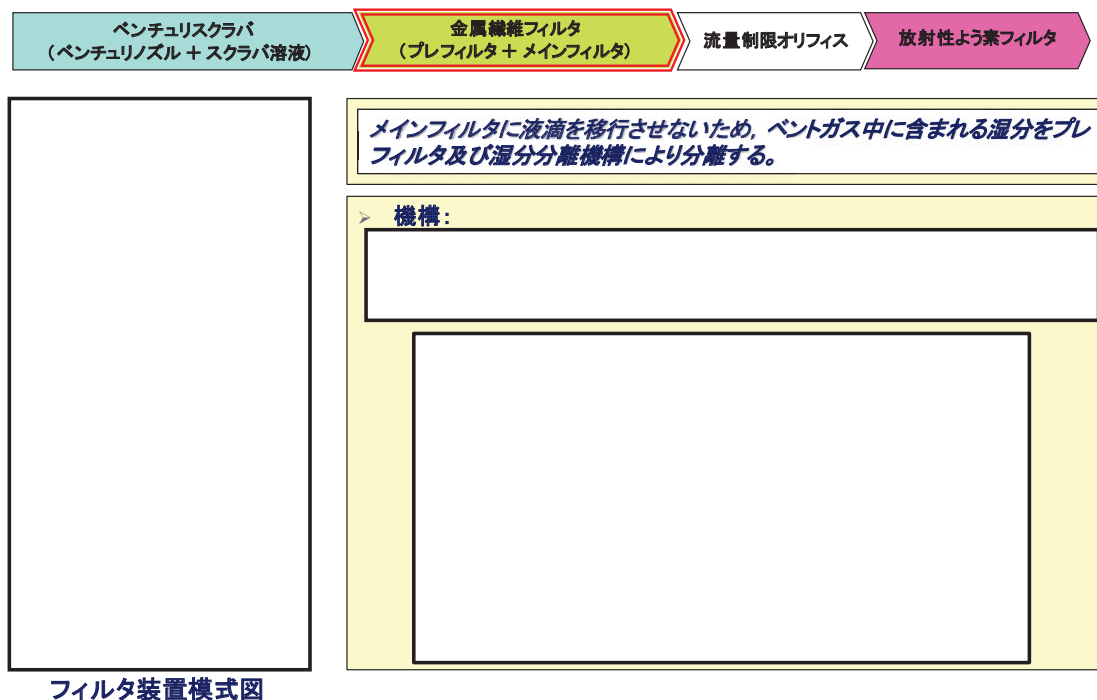 ベンチュリスクラバ
(ベンチュリノズル + スクラバ溶液)
金属繊維フィルタ
(プレフィルタ + メインフィルタ)
流量制限オリフィス
放射性よう素フィルタ
メインフィルタに液滴を移行させないため，ベントガス中に含まれる湿分をプレ
フィルタ及び湿分分離機構により分離する。
➢ 機構：
フィルタ装置模式図